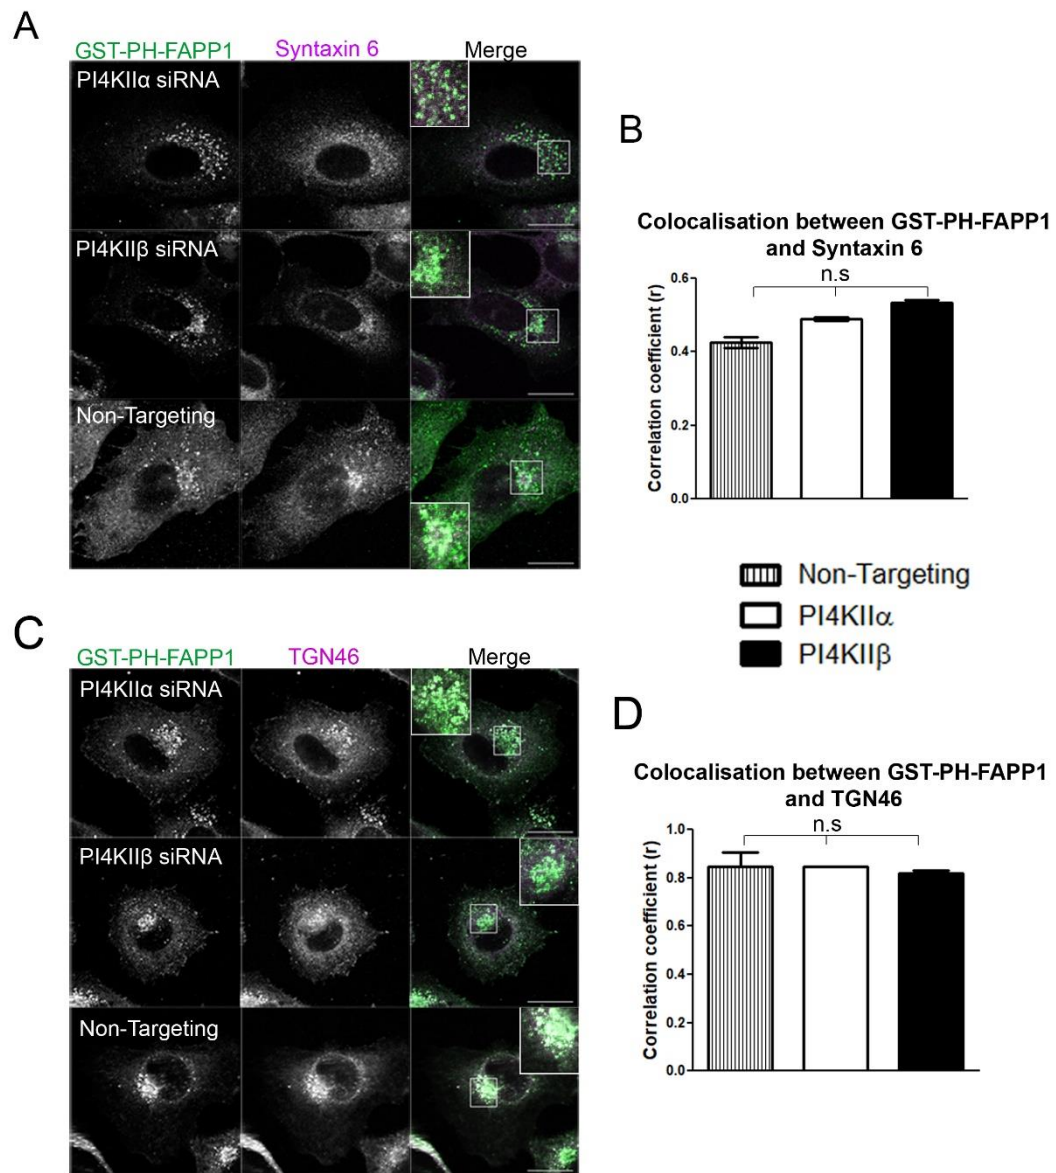 A
GST-PH-FAPP1 Syntaxin 6 Merge
PI4KIIα siRNA
PI4KIIβ siRNA
Non-Targeting
B
Colocalisation between GST-PH-FAPP1
and Syntaxin 6
n.s
Correlation coefficient (r)
0.6
0.4
0.2
0.0
Non-Targeting
PI4KIIα
PI4KIIβ
C
GST-PH-FAPP1 TGN46 Merge
PI4KIIα siRNA
PI4KIIβ siRNA
Non-Targeting
D
Colocalisation between GST-PH-FAPP1
and TGN46
n.s
Correlation coefficient (r)
1.0
0.8
0.6
0.4
0.2
0.0